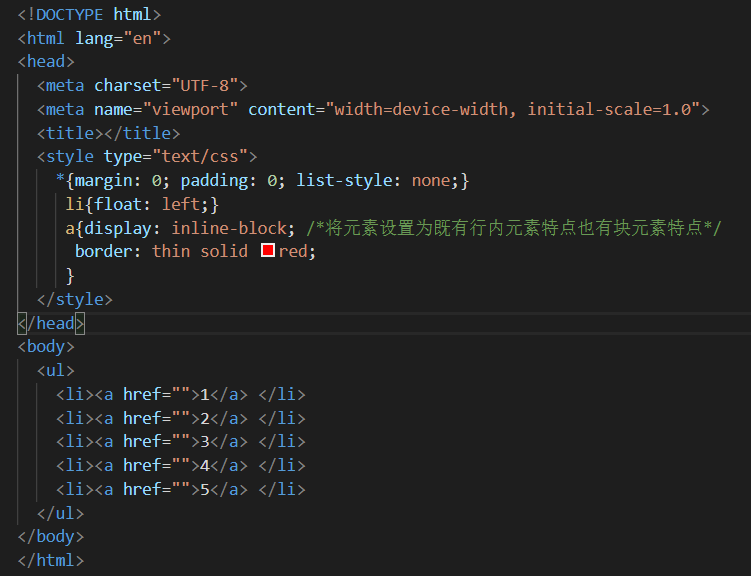 <!DOCTYPE html>
<html lang="en">
<head>
<meta charset="UTF-8">
<meta name="viewport" content="width=device-width, initial-scale=1.0">
<title></title>
<style type="text/css">
*{margin: 0; padding: 0; list-style: none;}
li{float: left;}
a{display: inline-block; /*将元素设置为既有行内元素特点也有块元素特点*/
border: thin solid red;
}
</style>
</head>
<body>
<ul>
<li><a href="">1</a> </li>
<li><a href="">2</a> </li>
<li><a href="">3</a> </li>
<li><a href="">4</a> </li>
<li><a href="">5</a> </li>
</ul>
</body>
</html>